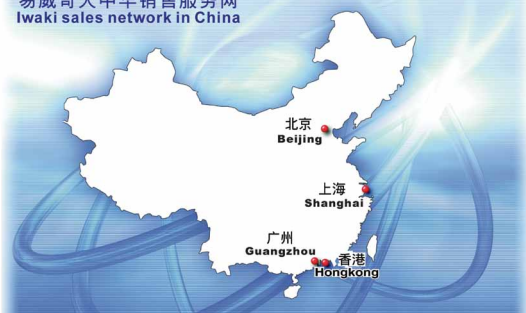 易威奇大中华销售服务网
Iwaki sales network in China
北京
Beijing
上海
Shanghai
广州
Guangzhou
香港
Hongkong